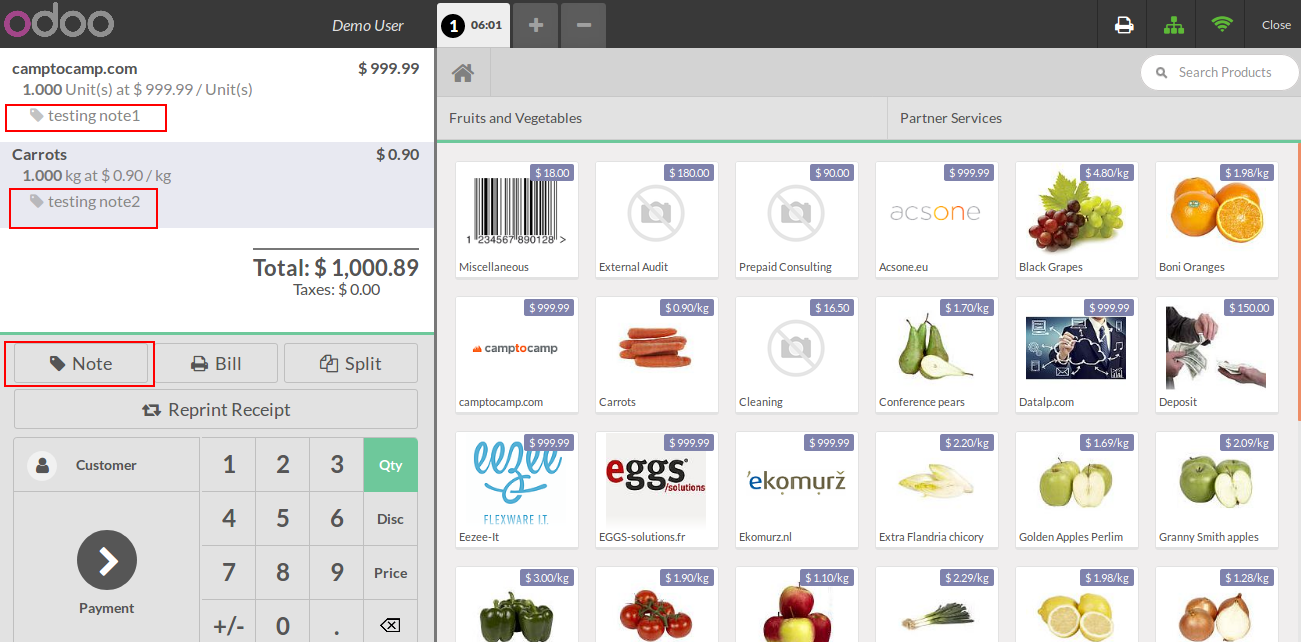 odoo
Demo User
1 06:01
Close
camptocamp.com $ 999.99
1.000 Unit(s) at $ 999.99 / Unit(s)
testing note1
Carrots $ 0.90
1.000 kg at $ 0.90 / kg
testing note2
Total: $ 1,000.89
Taxes: $ 0.00
Note
Bill
Split
Reprint Receipt
Customer
Payment
1 2 3 Qty
4 5 6 Disc
7 8 9 Price
+/- 0 .
Search Products
Fruits and Vegetables
Partner Services
$ 18.00
1 234567 890128 >
Miscellaneous
$ 180.00
External Audit
$ 90.00
Prepaid Consulting
$ 999.99
acsone
Acsone.eu
$ 4.80/kg
Black Grapes
$ 1.98/kg
Boni Oranges
$ 999.99
camptocamp
camptocamp.com
$ 0.90/kg
Carrots
$ 16.50
Cleaning
$ 1.70/kg
Conference pears
$ 999.99
Datalp.com
$ 150.00
Deposit
$ 999.99
eezee
FLEXWARE I.T.
Eezee-It
$ 999.99
eggs
/solutions
EGGS-solutions.fr
$ 999.99
'ekomurž
Ekomurz.nl
$ 2.20/kg
Extra Flandria chicory
$ 1.69/kg
Golden Apples Perlim
$ 2.09/kg
Granny Smith apples
$ 3.00/kg
$ 1.90/kg
$ 1.10/kg
$ 2.29/kg
$ 1.98/kg
$ 1.28/kg